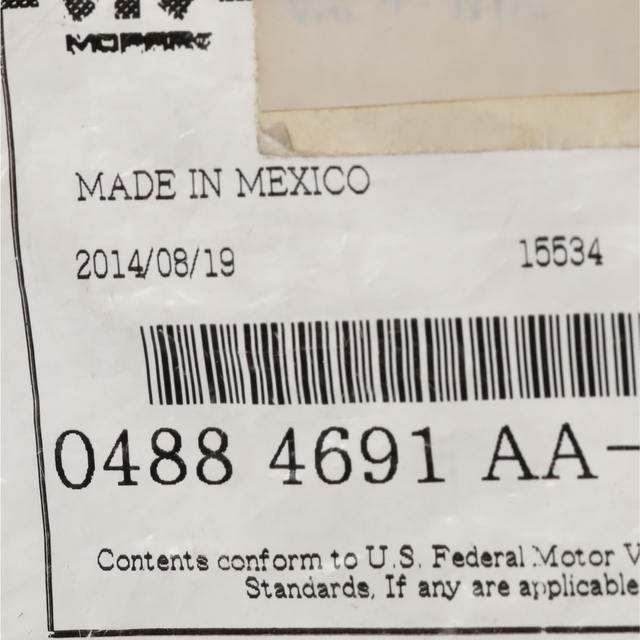 MOPAR
MADE IN MEXICO
2014/08/19 15534
0488 4691 AA-
Contents conform to U.S. Federal Motor V
Standards, If any are applicable